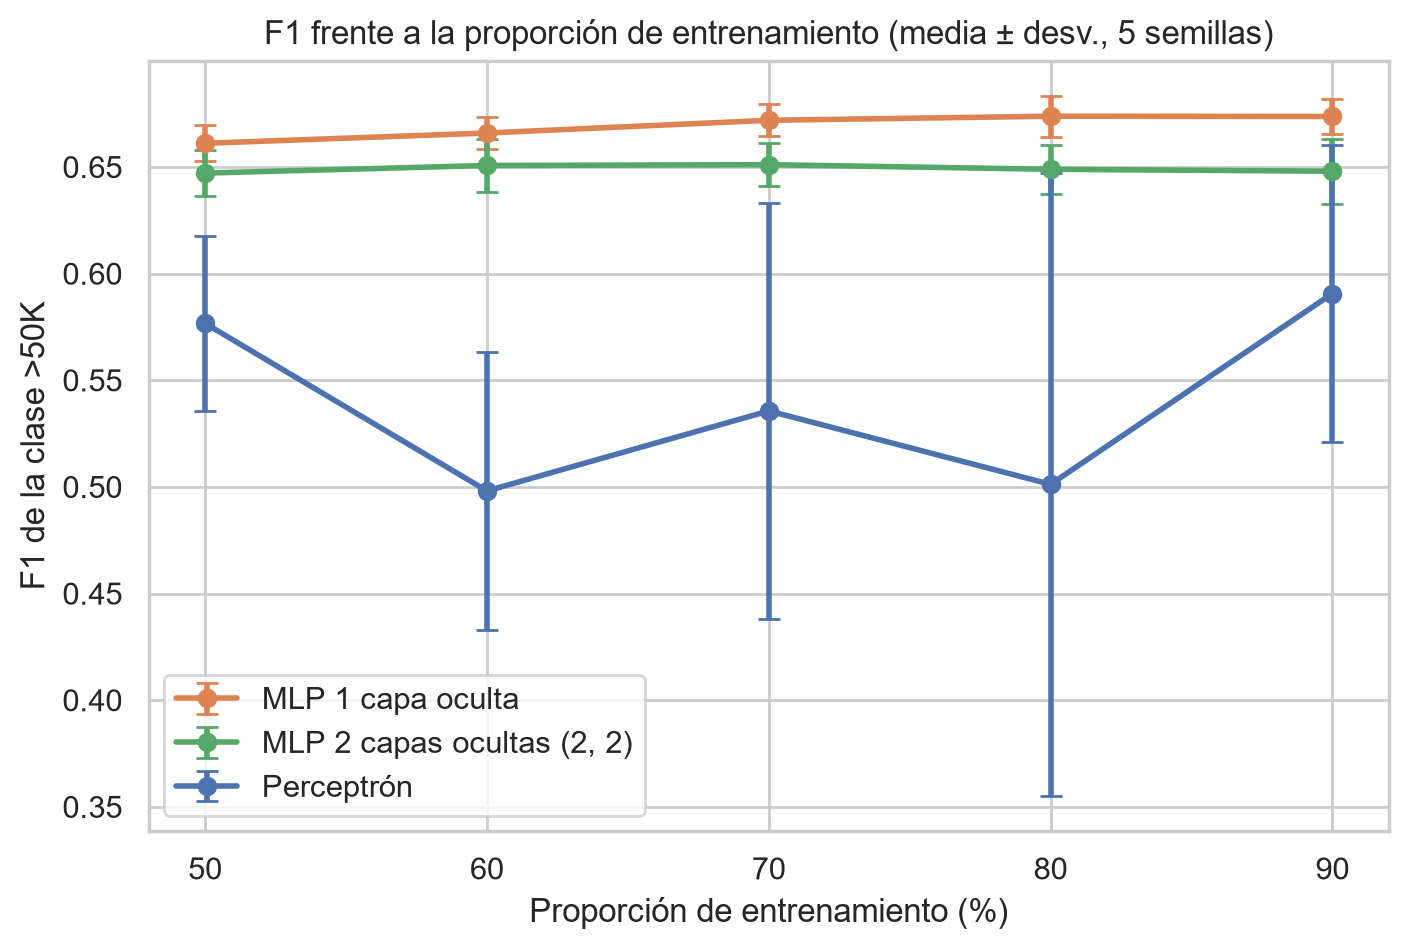 F1 frente a la proporción de entrenamiento (media ± desv., 5 semillas)
F1 de la clase >50K
0.65
0.60
0.55
0.50
0.45
0.40
0.35
MLP 1 capa oculta
MLP 2 capas ocultas (2, 2)
Perceptrón
50 60 70 80 90
Proporción de entrenamiento (%)